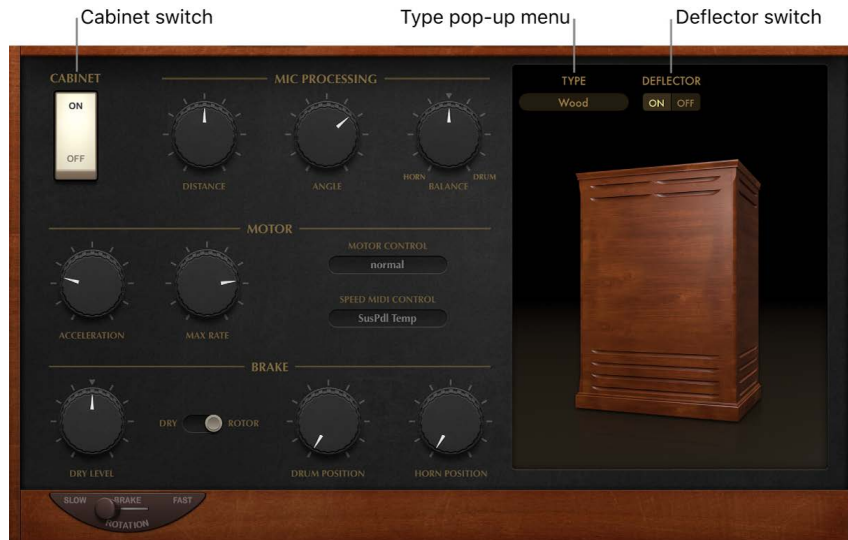 Cabinet switch
Type pop-up menu
Deflector switch
CABINET
ON
OFF
MIC PROCESSING
DISTANCE
ANGLE
HORN
DRUM
BALANCE
TYPE
Wood
DEFLECTOR
ON OFF
MOTOR
ACCELERATION
MAX RATE
MOTOR CONTROL
normal
SPEED MIDI CONTROL
SusPdl Temp
BRAKE
DRY LEVEL
DRY
ROTOR
DRUM POSITION
HORN POSITION
SLOW
BRAKE
FAST
ROTATION